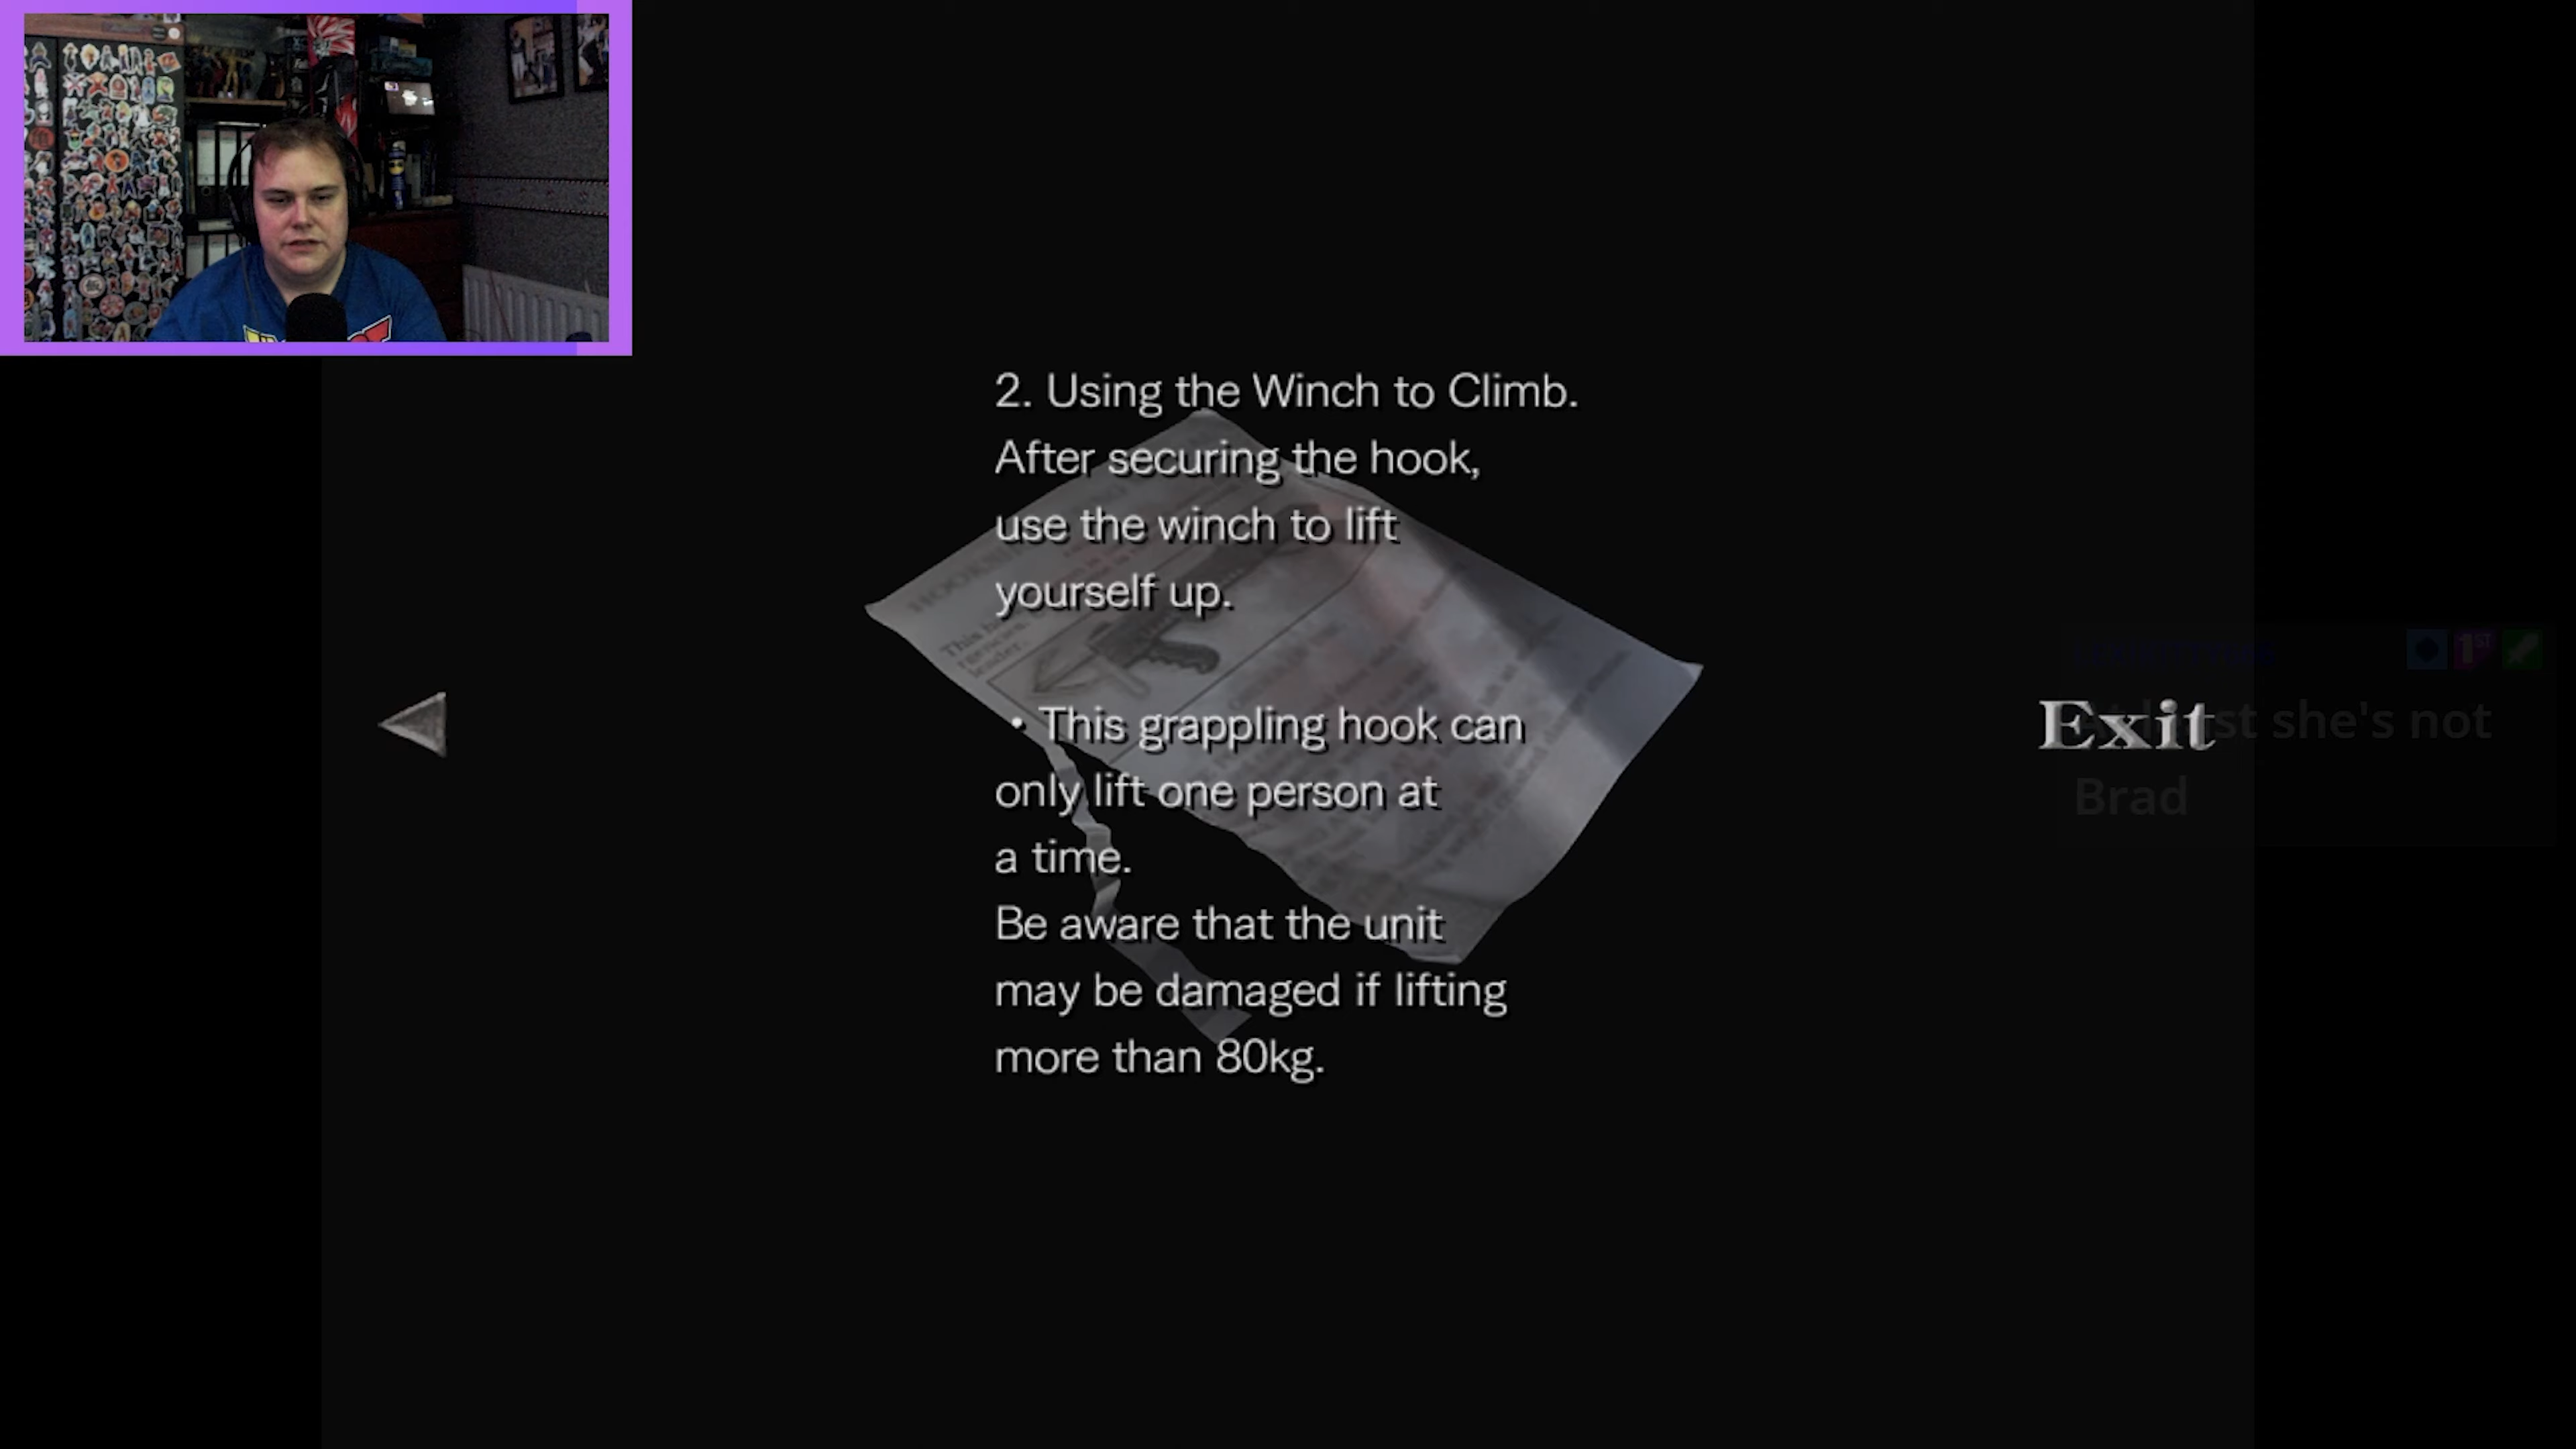 2. Using the Winch to Climb.
After securing the hook,
use the winch to lift
yourself up.
• This grappling hook can
only lift one person at
a time.
Be aware that the unit
may be damaged if lifting
more than 80kg.
Exit
she's not
Brad
1ST